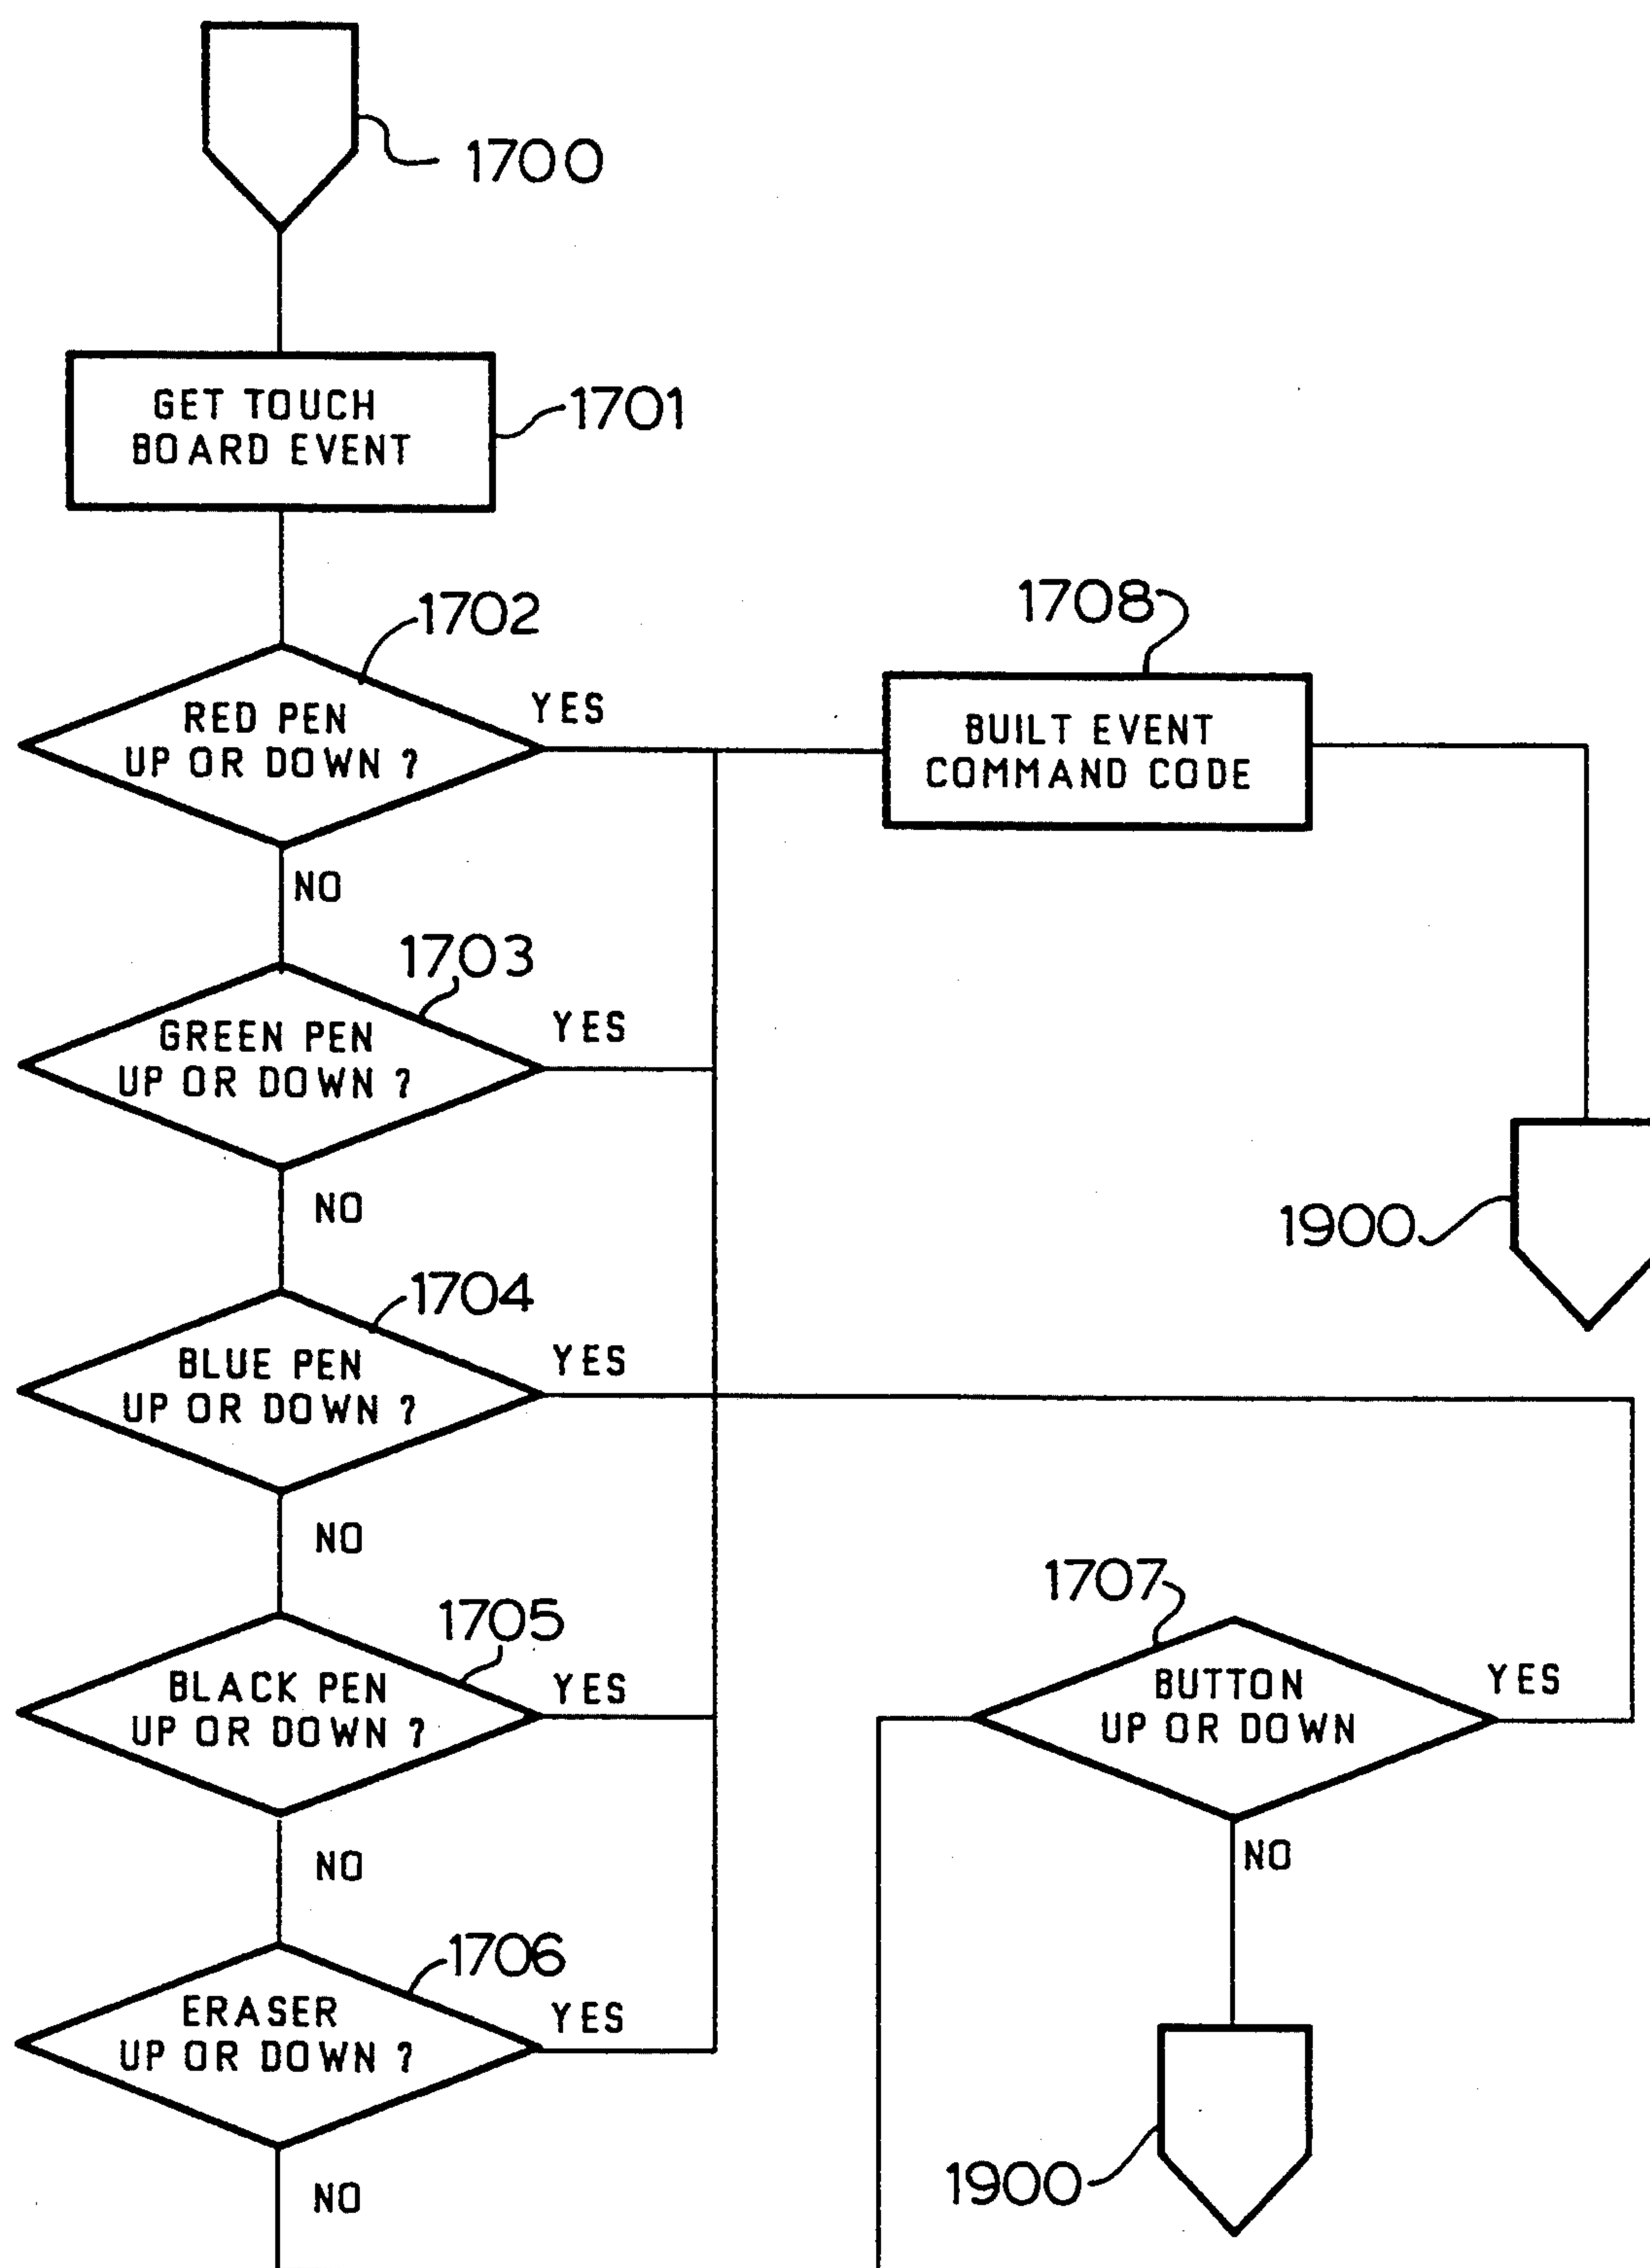 1700
GET TOUCH
BOARD EVENT
1701
1702
RED PEN
UP OR DOWN ?
YES
NO
1708
BUILT EVENT
COMMAND CODE
1900
1703
GREEN PEN
UP OR DOWN ?
YES
NO
1704
BLUE PEN
UP OR DOWN ?
YES
NO
1705
BLACK PEN
UP OR DOWN ?
YES
NO
1706
ERASER
UP OR DOWN ?
YES
NO
1707
BUTTON
UP OR DOWN
YES
NO
1900